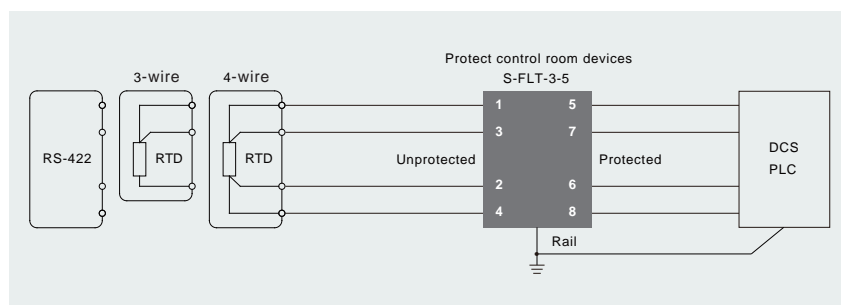 Protect control room devices
S-FLT-3-5
3-wire 4-wire
1 5
3 7
RS-422 RTD RTD Unprotected Protected DCS
PLC
2 6
4 8
Rail